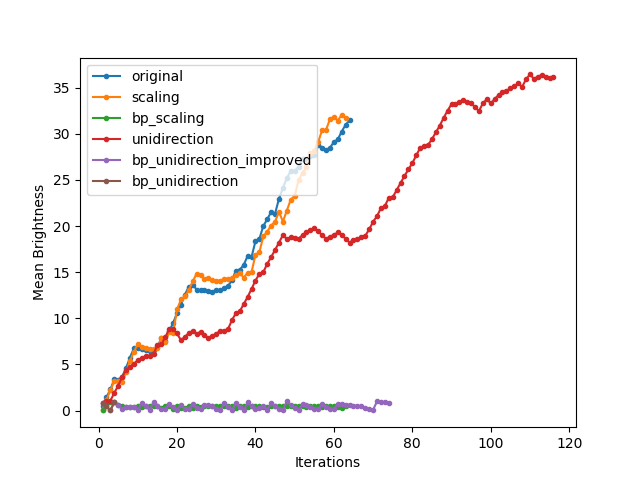 original
scaling
bp_scaling
unidirection
bp_unidirection_improved
bp_unidirection
35
30
25
20
15
10
5
0
Mean Brightness
0 20 40 60 80 100 120
Iterations